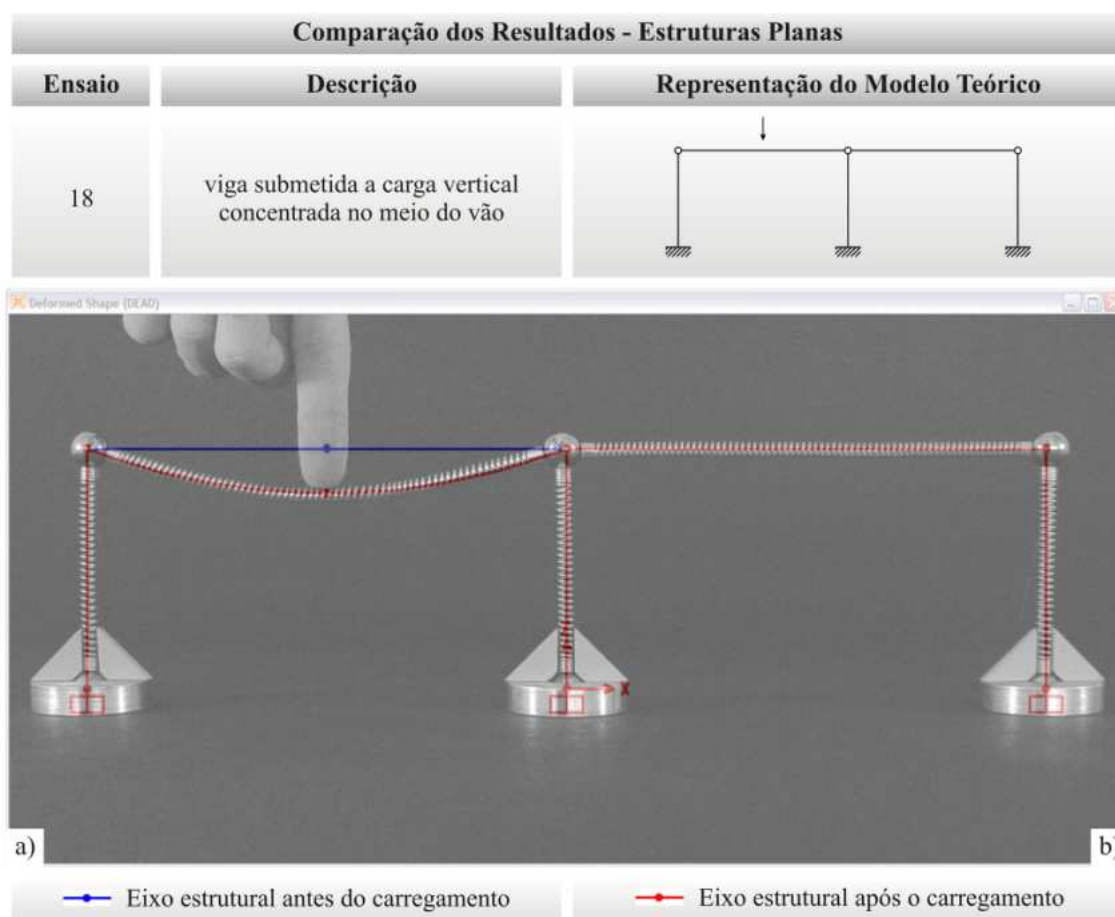 Comparação dos Resultados - Estruturas Planas
Ensaio
Descrição
Representação do Modelo Teórico
18
viga submetida a carga vertical
concentrada no meio do vão
Deformed Shape (DEAD)
X
a)
b)
Eixo estrutural antes do carregamento
Eixo estrutural após o carregamento